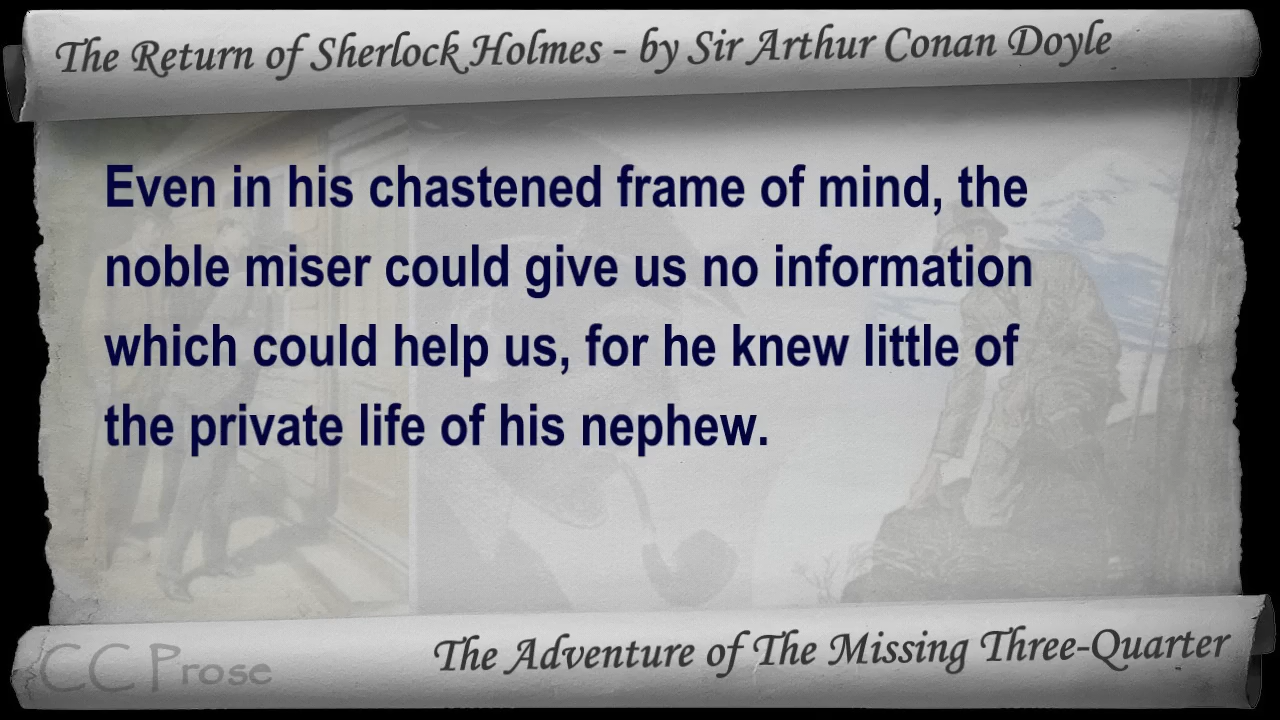 The Return of Sherlock Holmes - by Sir Arthur Conan Doyle
Even in his chastened frame of mind, the
noble miser could give us no information
which could help us, for he knew little of
the private life of his nephew.
The Adventure of The Missing Three-Quarter
CC Prose